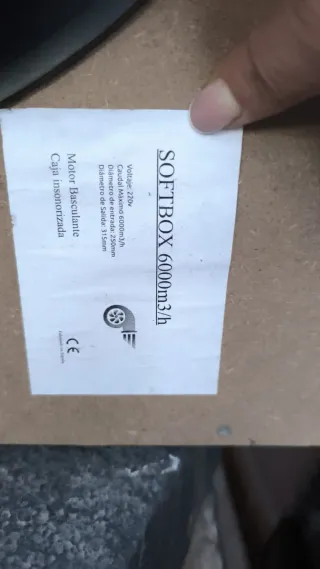 SOFTBOX 6000m3/h
Voltaje: 220v
Caudal Máximo 6000m3/h
Diámetro de entrada: 250mm
Diámetro de Salida: 315mm
Motor Basculante
Caja insonorizada
CE